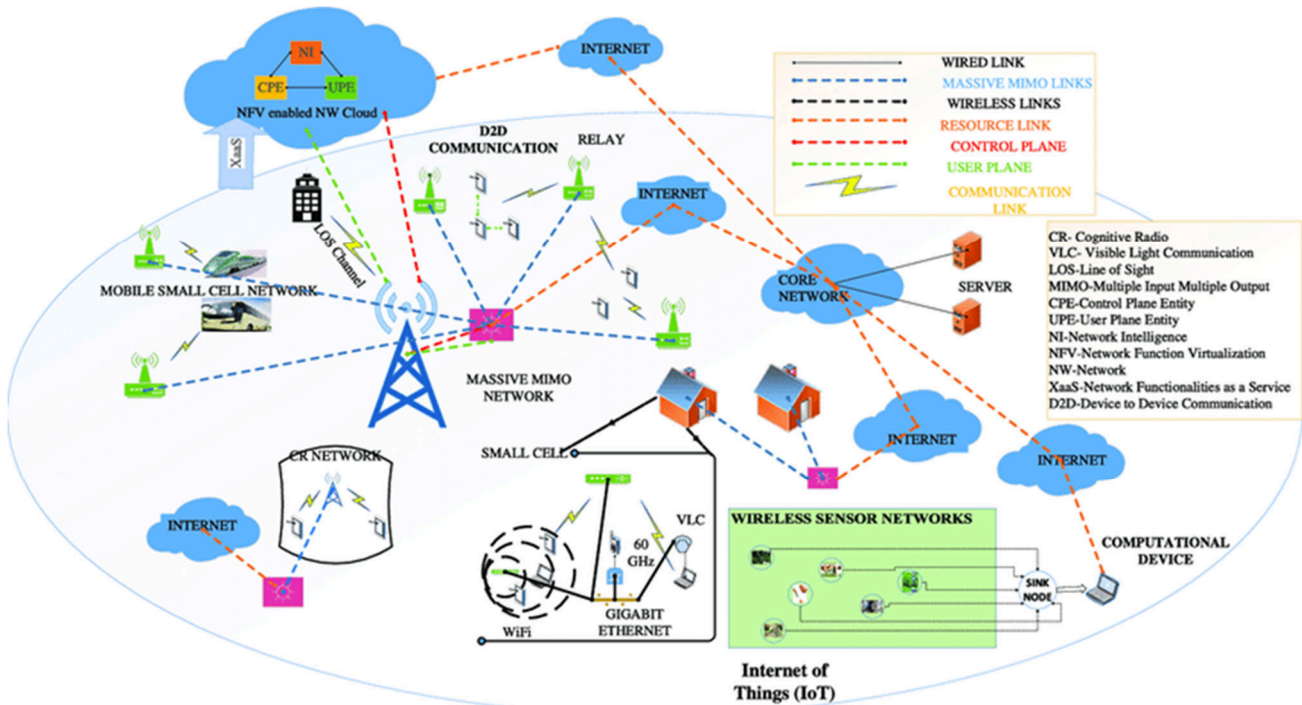 NI
CPE
UPE
NFV enabled NW Cloud
XaaS
INTERNET
WIRED LINK
MASSIVE MIMO LINKS
WIRELESS LINKS
RESOURCE LINK
CONTROL PLANE
USER PLANE
COMMUNICATION
LINK
D2D
COMMUNICATION
RELAY
INTERNET
LOS Channel
MOBILE SMALL CELL NETWORK
CORE
NETWORK
SERVER
CR- Cognitive Radio
VLC- Visible Light Communication
LOS-Line of Sight
MIMO-Multiple Input Multiple Output
CPE-Control Plane Entity
UPE-User Plane Entity
NI-Network Intelligence
NFV-Network Function Virtualization
NW-Network
XaaS-Network Functionalities as a Service
D2D-Device to Device Communication
MASSIVE MIMO
NETWORK
CR NETWORK
INTERNET
SMALL CELL
VLC
60
GHz
WiFi
GIGABIT
ETHERNET
INTERNET
INTERNET
WIRELESS SENSOR NETWORKS
SINK
NODE
COMPUTATIONAL
DEVICE
Internet of
Things (IoT)